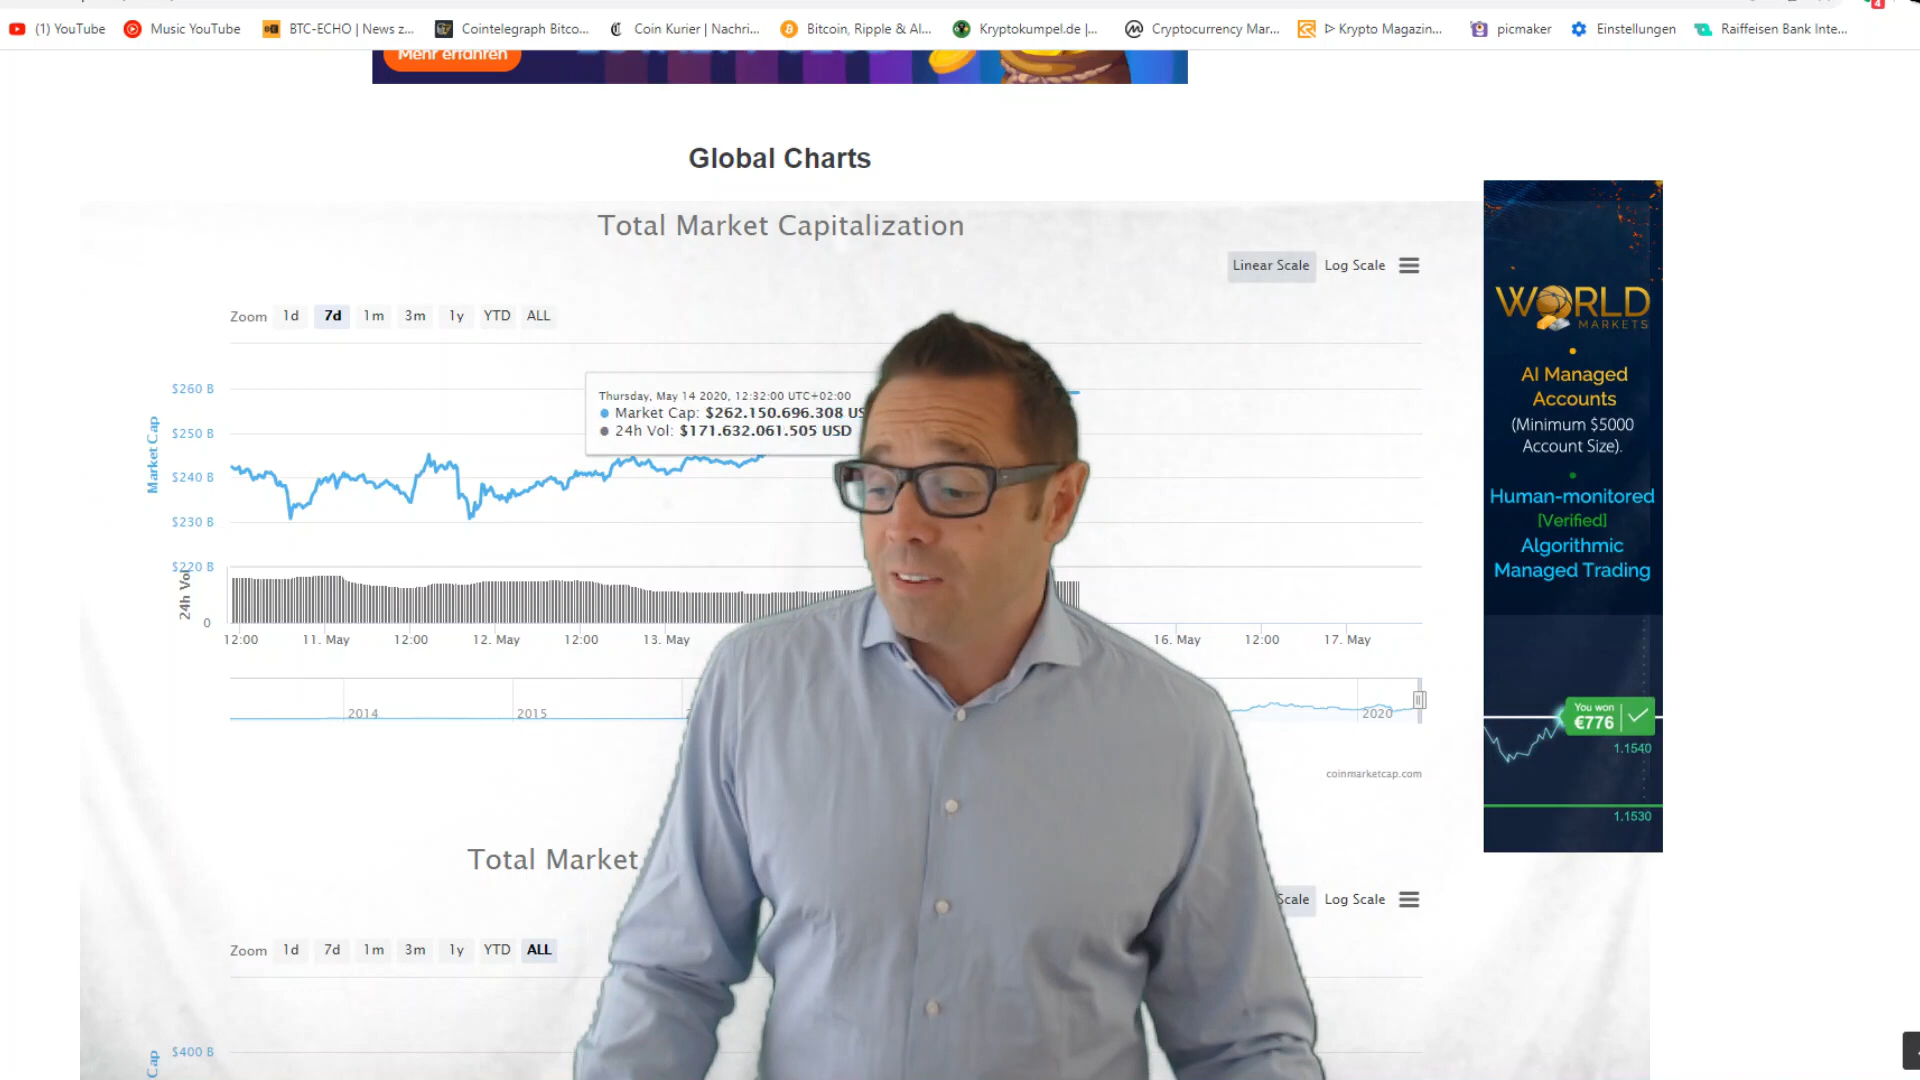 (1) YouTube
Music YouTube
BTC-ECHO | News z...
Cointelegraph Bitco...
Coin Kurier | Nachri...
Bitcoin, Ripple & Al...
Kryptokumpel.de |...
Cryptocurrency Mar...
ᐅ Krypto Magazin...
picmaker
Einstellungen
Raiffeisen Bank Inte...
Mehr erfahren
Global Charts
Total Market Capitalization
Linear Scale Log Scale
Zoom 1d 7d 1m 3m 1y YTD ALL
Thursday, May 14 2020, 12:32:00 UTC+02:00
Market Cap: $262.150.696.308 US
24h Vol: $171.632.061.505 USD
$260 B
$250 B
$240 B
$230 B
$220 B
0
Market Cap
24h Vol
12:00 11. May 12:00 12. May 12:00 13. May 16. May 12:00 17. May
2014 2015 2020
coinmarketcap.com
WORLD
MARKETS
AI Managed
Accounts
(Minimum $5000
Account Size).
Human-monitored
[Verified]
Algorithmic
Managed Trading
You won
€776
1.1540
1.1530
Total Market
Scale Log Scale
Zoom 1d 7d 1m 3m 1y YTD ALL
$400 B
Cap
4